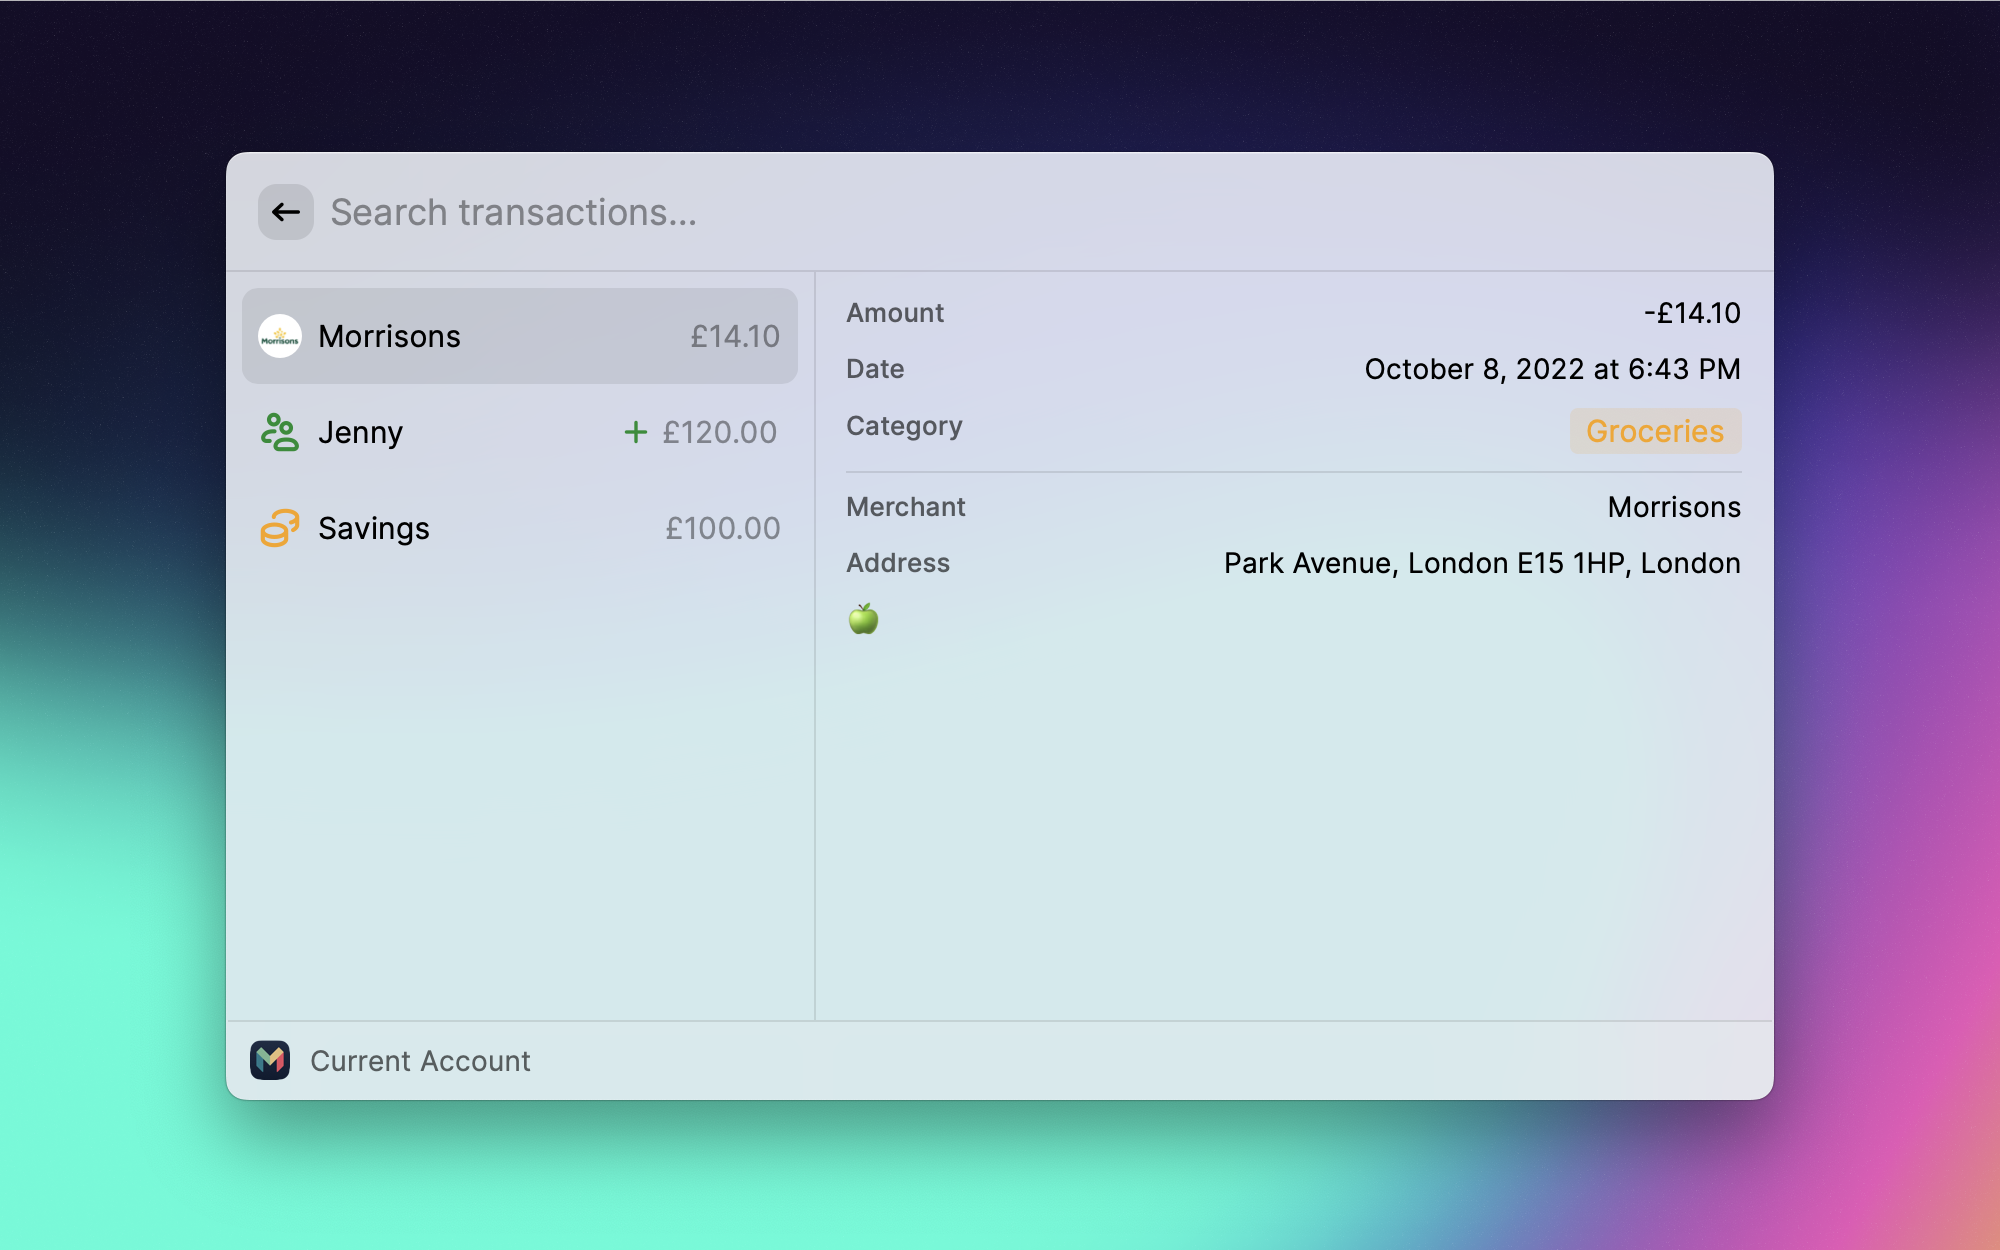 Search transactions...
Morrisons
Morrisons £14.10
Jenny + £120.00
Savings £100.00
Amount -£14.10
Date October 8, 2022 at 6:43 PM
Category Groceries
Merchant Morrisons
Address Park Avenue, London E15 1HP, London
🍏
Current Account